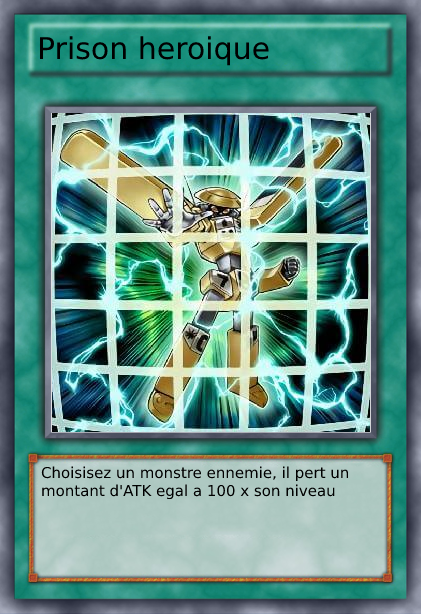 Prison heroique
Choisisez un monstre ennemie, il pert un
montant d'ATK egal a 100 x son niveau